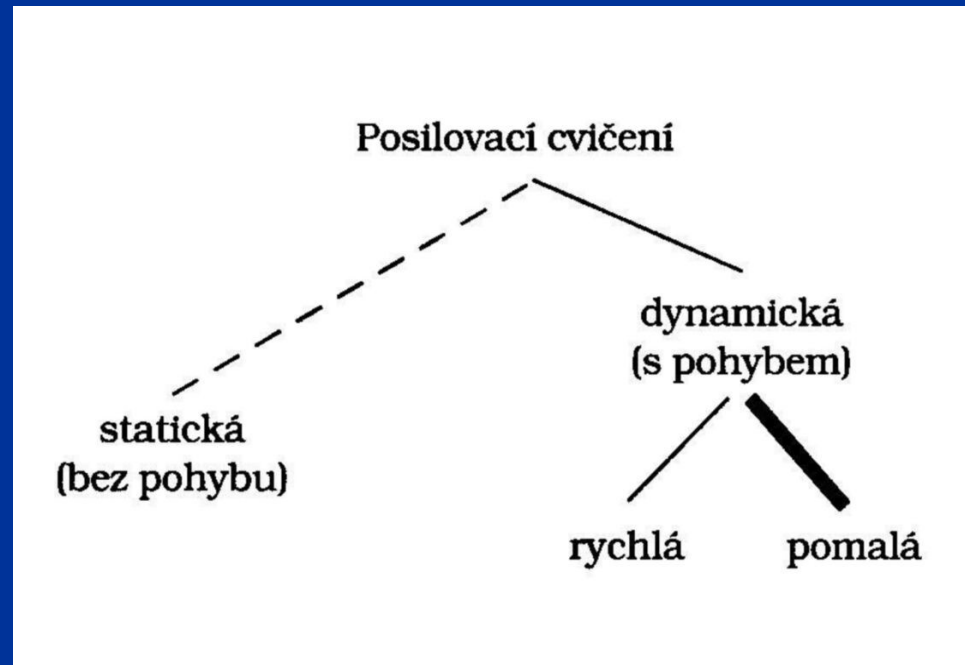 Posilovací cvičení
dynamická
(s pohybem)
statická
(bez pohybu)
rychlá
pomalá